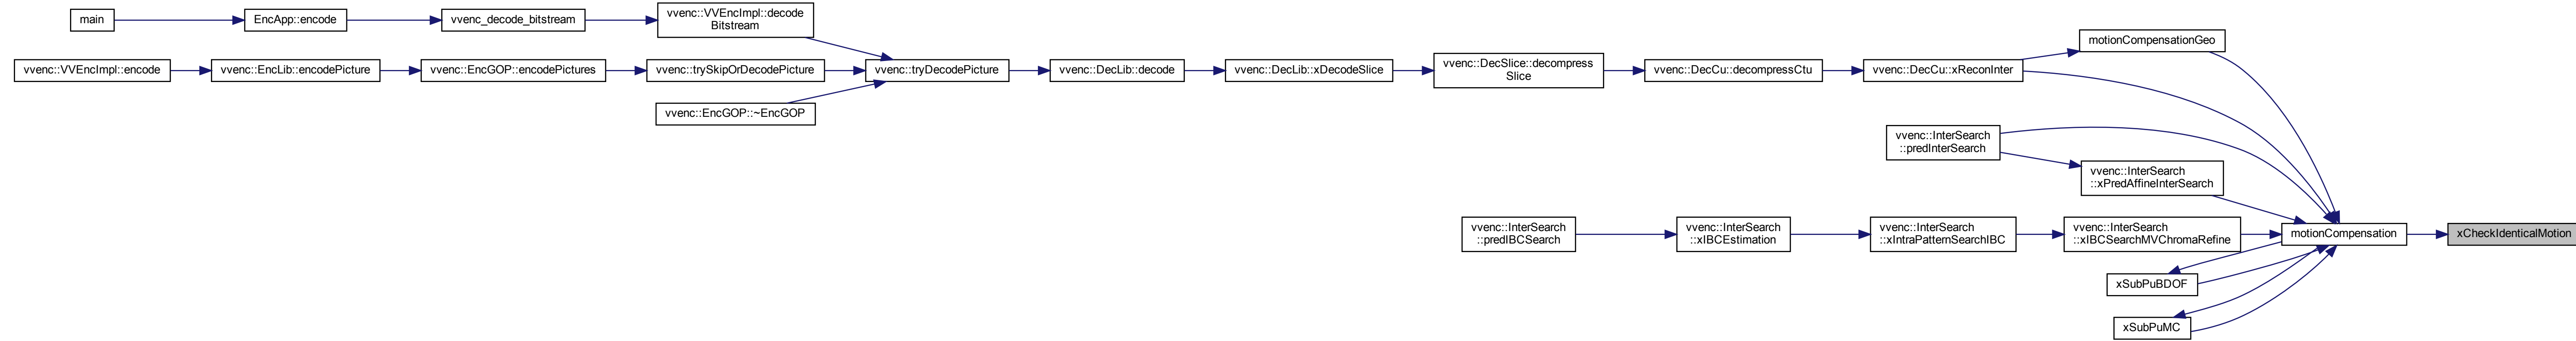 main
EncApp::encode
vvenc_decode_bitstream
vvenc::VVEncImpl::decode
Bitstream
vvenc::VVEncImpl::encode
vvenc::EncLib::encodePicture
vvenc::EncGOP::encodePictures
vvenc::trySkipOrDecodePicture
vvenc::tryDecodePicture
vvenc::DecLib::decode
vvenc::DecLib::xDecodeSlice
vvenc::DecSlice::decompress
Slice
vvenc::DecCu::decompressCtu
vvenc::DecCu::xReconInter
motionCompensationGeo
vvenc::EncGOP::~EncGOP
vvenc::InterSearch
::predInterSearch
vvenc::InterSearch
::xPredAffineInterSearch
vvenc::InterSearch
::predIBCSearch
vvenc::InterSearch
::xIBCEstimation
vvenc::InterSearch
::xIntraPatternSearchIBC
vvenc::InterSearch
::xIBCSearchMVChromaRefine
motionCompensation
xCheckIdenticalMotion
xSubPuBDOF
xSubPuMC